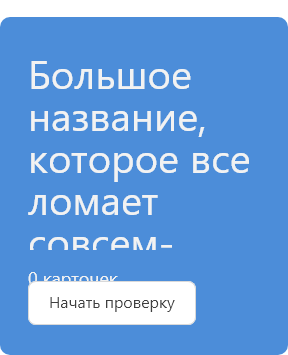 Большое
название,
которое все
ломает
совсем-
0 карточек
Начать проверку